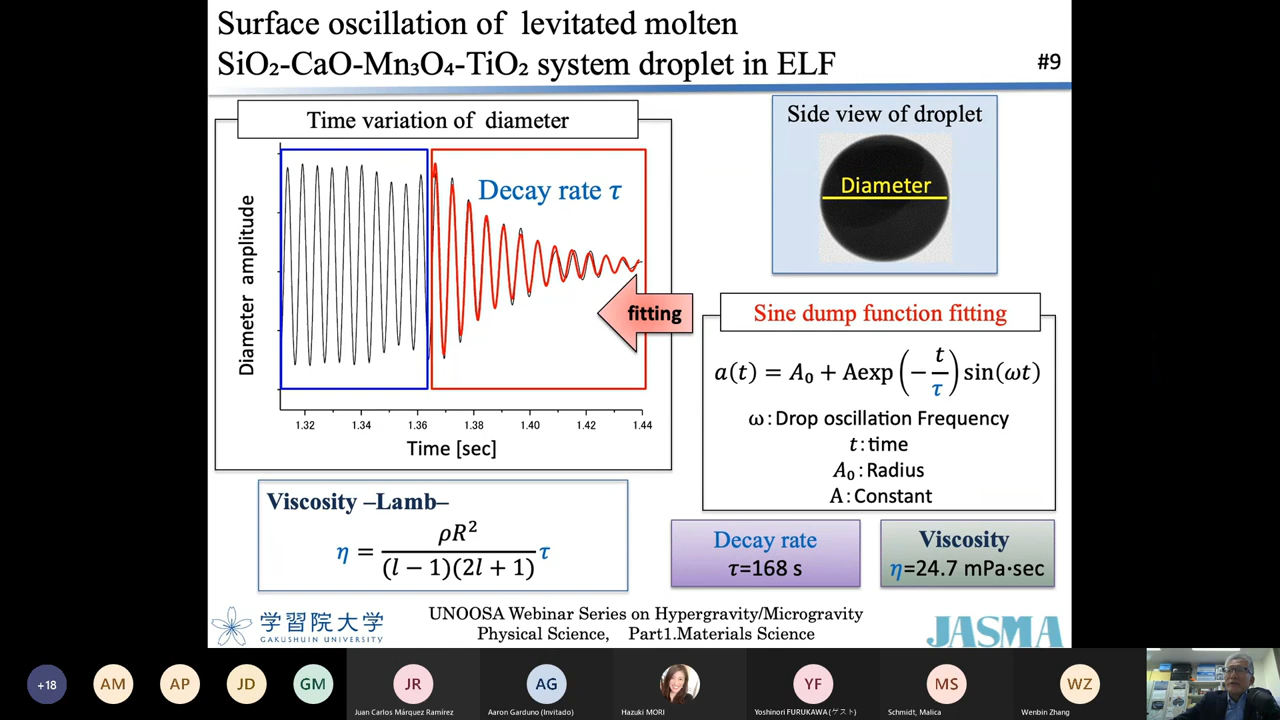 Surface oscillation of levitated molten
SiO₂-CaO-Mn₃O₄-TiO₂ system droplet in ELF
#9
Time variation of diameter
Diameter amplitude
Decay rate τ
1.32 1.34 1.36 1.38 1.40 1.42 1.44
Time [sec]
fitting
Side view of droplet
Diameter
Sine dump function fitting
a(t) = A₀ + Aexp(−t/τ)sin(ωt)
ω:Drop oscillation Frequency
t:time
A₀:Radius
A:Constant
Viscosity –Lamb–
η = ρR²/((l − 1)(2l + 1)) τ
Decay rate
τ=168 s
Viscosity
η=24.7 mPa·sec
学習院大学
GAKUSHUIN UNIVERSITY
UNOOSA Webinar Series on Hypergravity/Microgravity
Physical Science, Part1.Materials Science
JASMA
+18
AM
AP
JD
GM
JR
Juan Carlos Márquez Ramírez
AG
Aaron Garduno (Invitado)
Hazuki MORI
YF
Yoshinori FURUKAWA (ゲスト)
MS
Schmidt, Malica
WZ
Wenbin Zhang